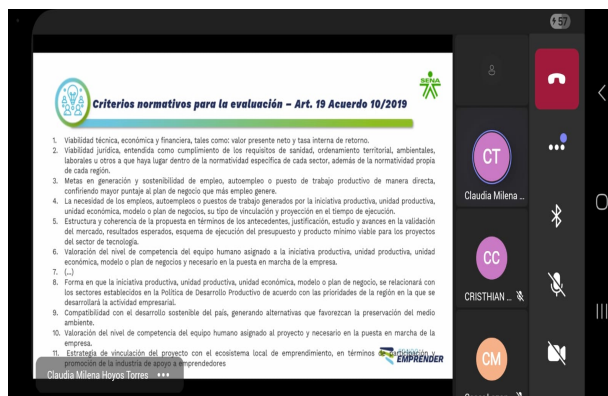 57
SENA
Criterios normativos para la evaluación – Art. 19 Acuerdo 10/2019
1. Viabilidad técnica, económica y financiera, tales como: valor presente neto y tasa interna de retorno.
2. Viabilidad jurídica, entendida como cumplimiento de los requisitos de sanidad, ordenamiento territorial, ambientales,
laborales u otros a que haya lugar dentro de la normatividad específica de cada sector, además de la normatividad propia
de cada región.
3. Metas en generación y sostenibilidad de empleo, autoempleo o puesto de trabajo productivo de manera directa,
confiriendo mayor puntaje al plan de negocio que más empleo genere.
4. La necesidad de los empleos, autoempleos o puestos de trabajo generados por la iniciativa productiva, unidad productiva,
unidad económica, modelo o plan de negocios, su tipo de vinculación y proyección en el tiempo de ejecución.
5. Estructura y coherencia de la propuesta en términos de los antecedentes, justificación, estudio y avances en la validación
del mercado, resultados esperados, esquema de ejecución del presupuesto y producto mínimo viable para los proyectos
del sector de tecnología.
6. Valoración del nivel de competencia del equipo humano asignado a la iniciativa productiva, unidad productiva, unidad
económica, modelo o plan de negocios y necesario en la puesta en marcha de la empresa.
7. (...)
8. Forma en que la iniciativa productiva, unidad productiva, unidad económica, modelo o plan de negocio, se relacionará con
los sectores establecidos en la Política de Desarrollo Productivo de acuerdo con las prioridades de la región en la que se
desarrollará la actividad empresarial.
9. Compatibilidad con el desarrollo sostenible del país, generando alternativas que favorezcan la preservación del medio
ambiente.
10. Valoración del nivel de competencia del equipo humano asignado al proyecto y necesario en la puesta en marcha de la
empresa.
11. Estrategia de vinculación del proyecto con el ecosistema local de emprendimiento, en términos de participación y
promoción de la industria de apoyo a emprendedores
EMPRENDER
Claudia Milena Hoyos Torres
CT
Claudia Milena ...
CC
CRISTHIAN ...
CM